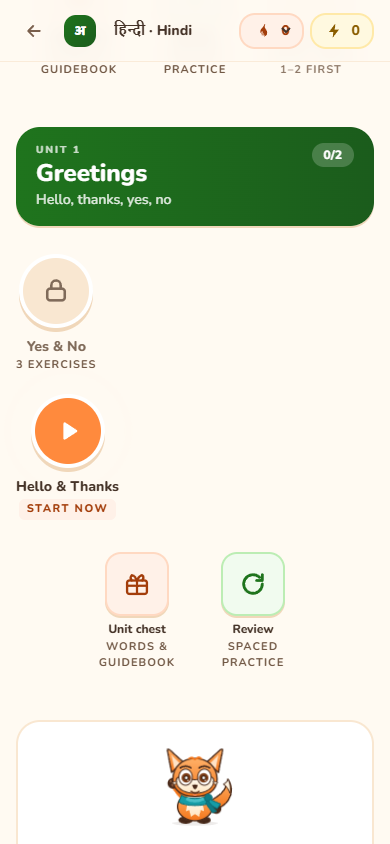 अ हिन्दी · Hindi
0
GUIDEBOOK PRACTICE 1–2 FIRST
UNIT 1
0/2
Greetings
Hello, thanks, yes, no
Yes & No
3 EXERCISES
Hello & Thanks
START NOW
Unit chest
WORDS &
GUIDEBOOK
Review
SPACED
PRACTICE